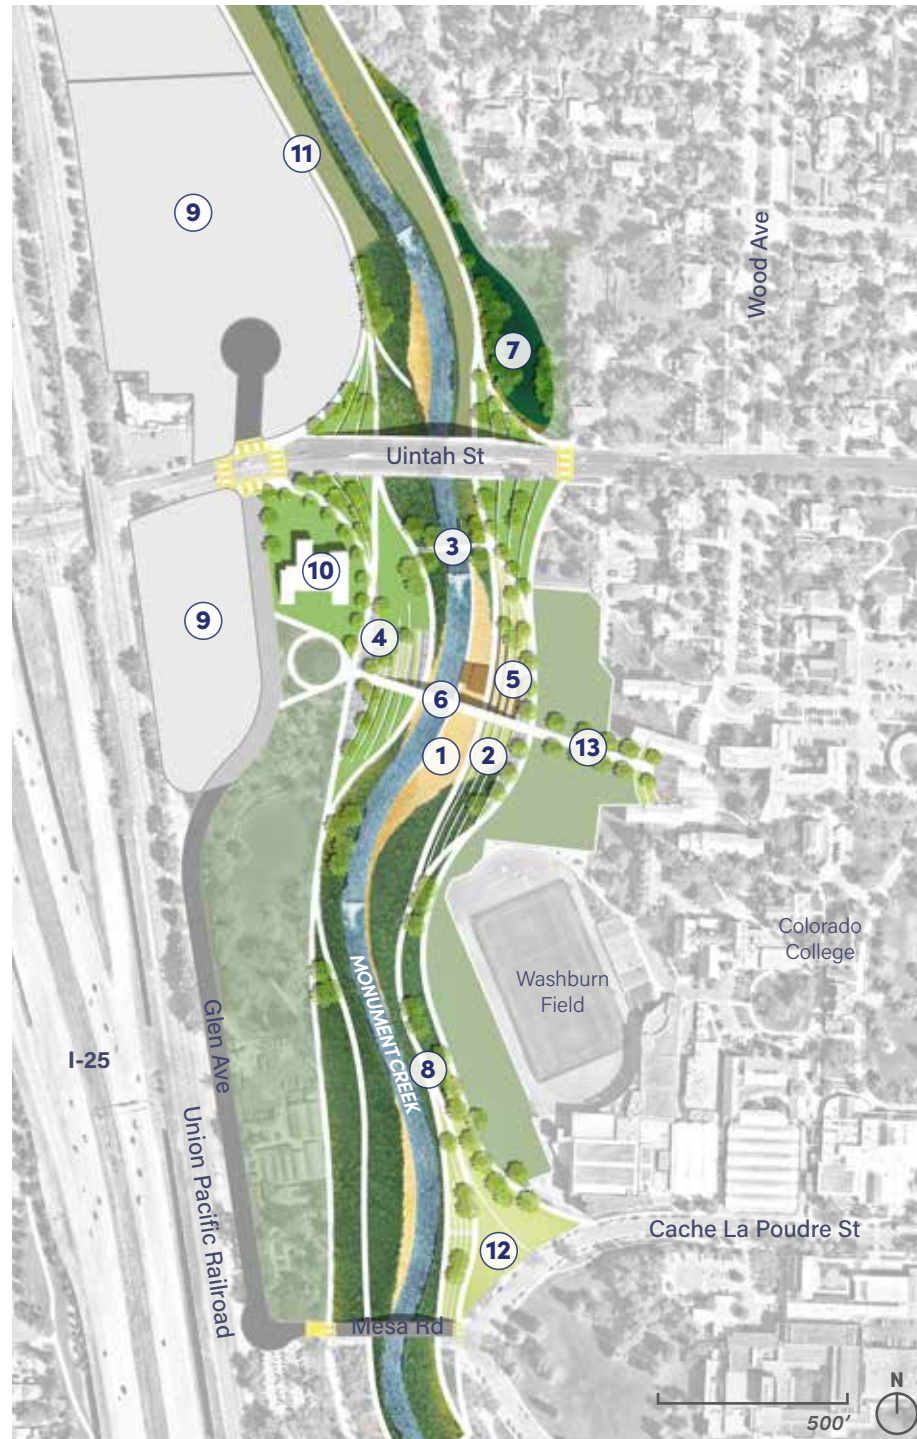 11
9
Wood Ave
7
Uintah St
3
10
9
4
5
6
13
1
2
Colorado
College
Washburn
Field
MONUMENT CREEK
Glen Ave
I-25
8
Union Pacific Railroad
Cache La Poudre St
12
Mesa Rd
N
500'